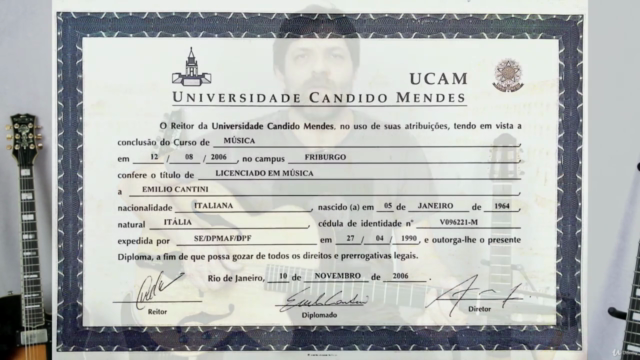 UCAM
UNIVERSIDADE CANDIDO MENDES
O Reitor da Universidade Candido Mendes, no uso de suas atribuições, tendo em vista a
conclusão do Curso de MÚSICA
em 12 / 08 / 2006 , no campus FRIBURGO
confere o título de LICENCIADO EM MÚSICA
a EMILIO CANTINI
nacionalidade ITALIANA , nascido (a) em 05 de JANEIRO de 1964
natural ITÁLIA , cédula de identidade n° V096221-M
expedida por SE/DPMAF/DPF em 27 / 04 / 1990 , e outorga-lhe o presente
Diploma, a fim de que possa gozar de todos os direitos e prerrogativas legais.
Rio de Janeiro, 10 de NOVEMBRO de 2006 .
Reitor
Diplomado
Diretor